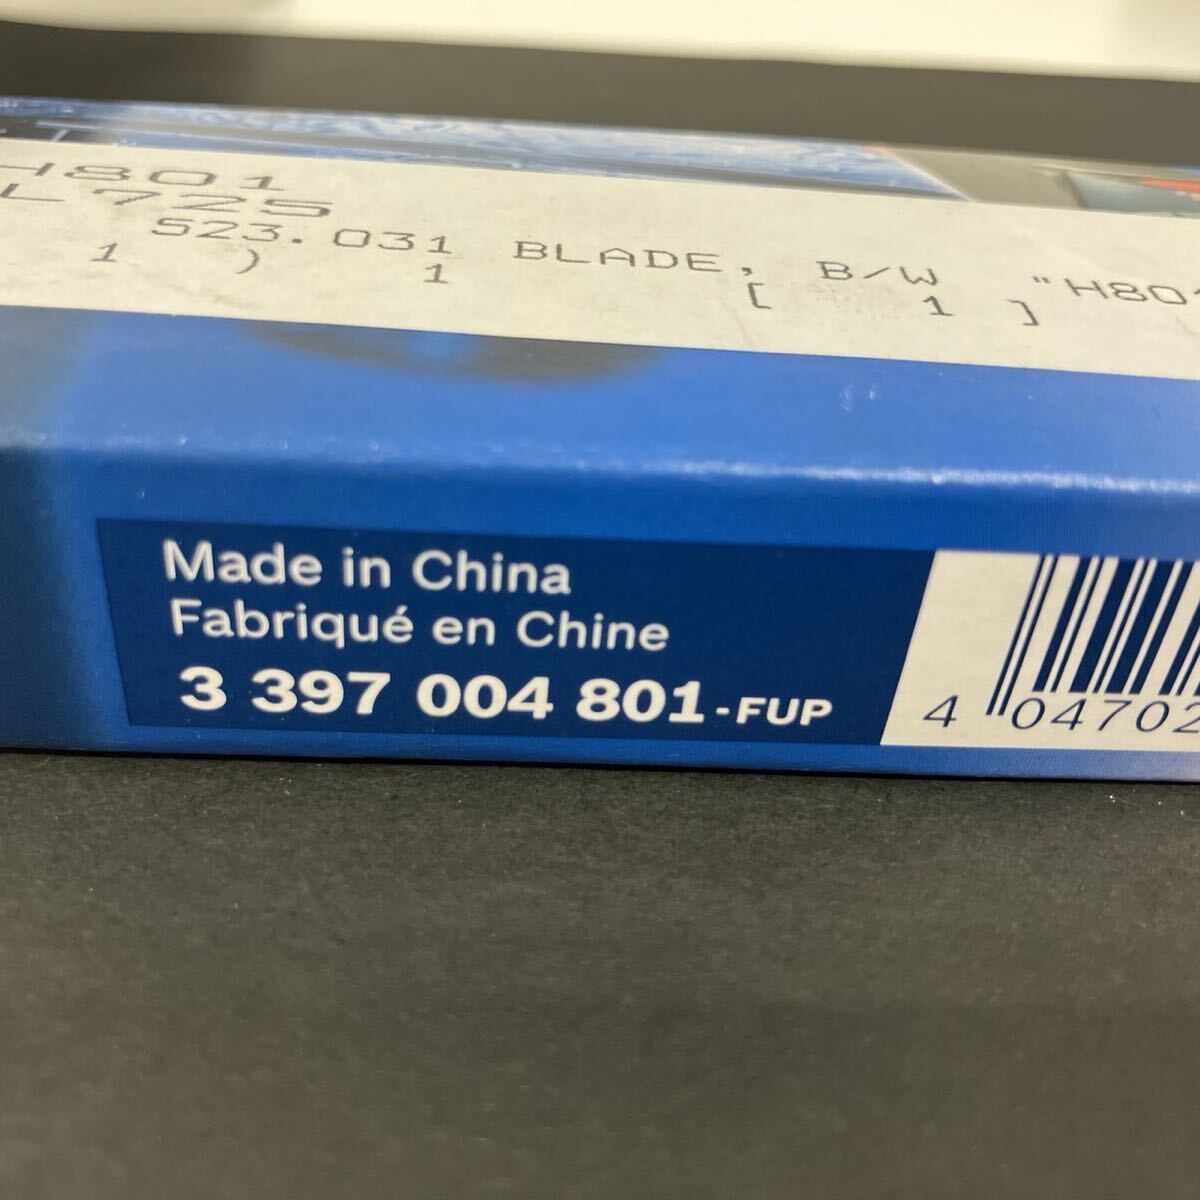 H801
L725
523.031 BLADE, B/W "H801
1 ) 1 [ 1 ]
Made in China
Fabriqué en Chine
3 397 004 801-FUP
4 04702